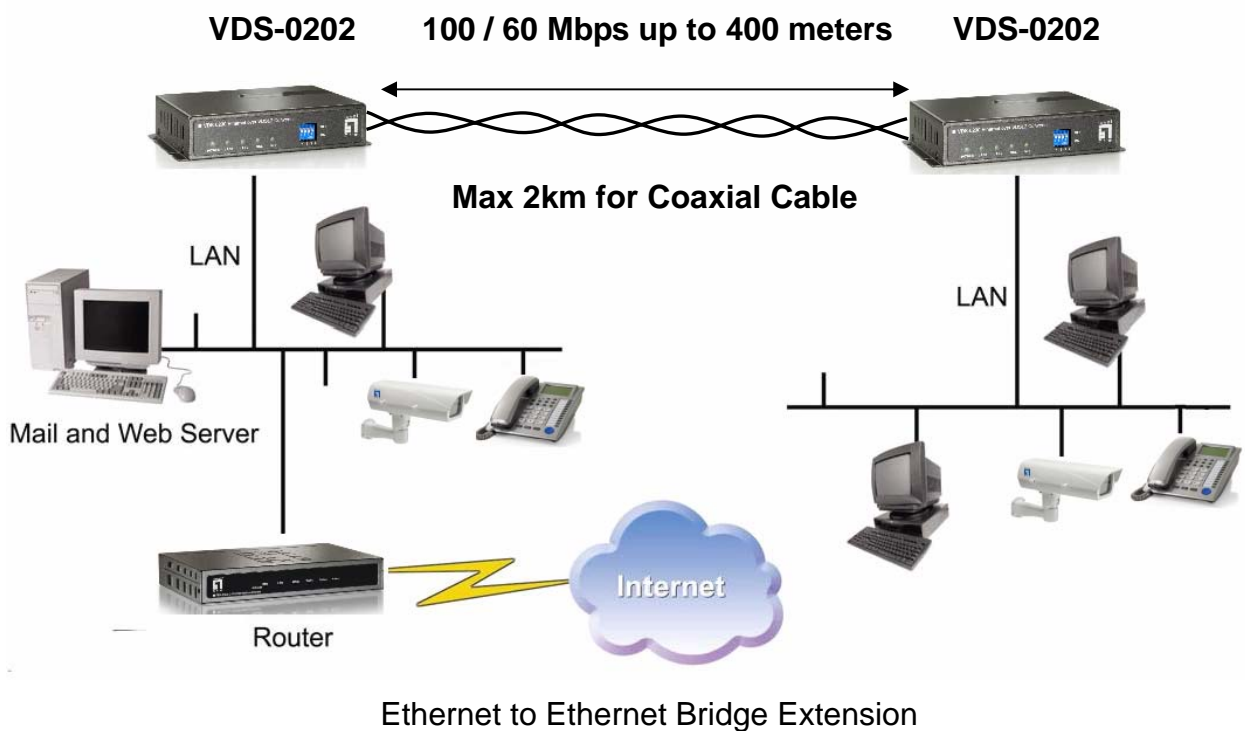 VDS-0202 100 / 60 Mbps up to 400 meters VDS-0202
Max 2km for Coaxial Cable
LAN
LAN
Mail and Web Server
Internet
Router
Ethernet to Ethernet Bridge Extension